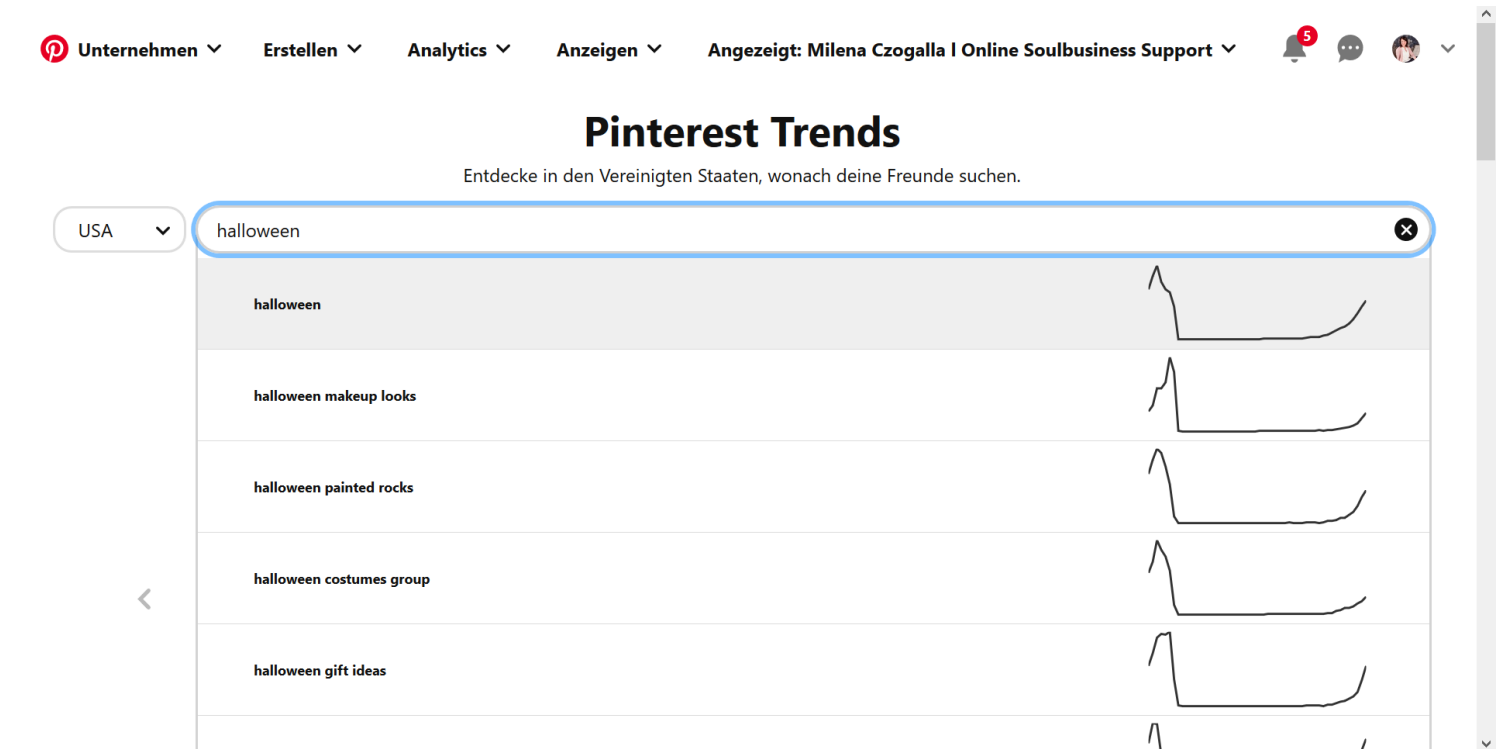 Unternehmen Erstellen Analytics Anzeigen Angezeigt: Milena Czogalla l Online Soulbusiness Support 5
Pinterest Trends
Entdecke in den Vereinigten Staaten, wonach deine Freunde suchen.
USA halloween
halloween
halloween makeup looks
halloween painted rocks
halloween costumes group
halloween gift ideas